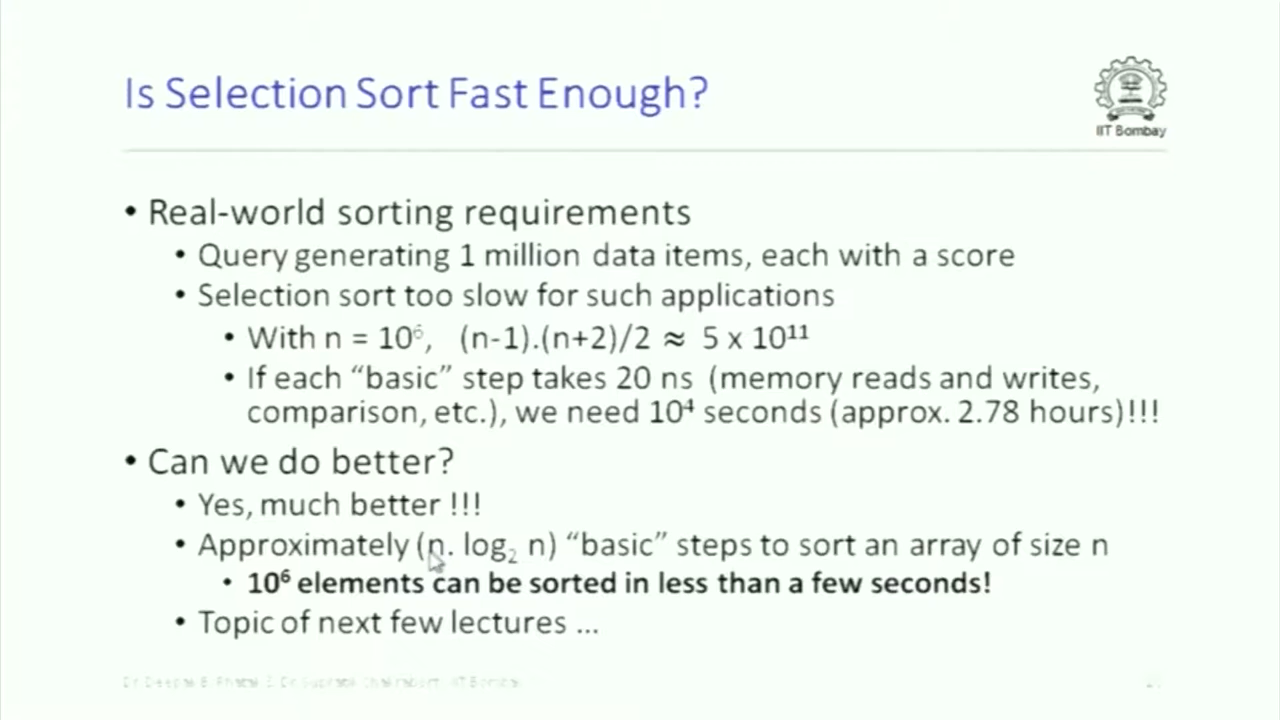 Is Selection Sort Fast Enough?
IIT Bombay
• Real-world sorting requirements
• Query generating 1 million data items, each with a score
• Selection sort too slow for such applications
• With n = 10⁶, (n-1).(n+2)/2 ≈ 5 x 10¹¹
• If each “basic” step takes 20 ns (memory reads and writes,
comparison, etc.), we need 10⁴ seconds (approx. 2.78 hours)!!!
• Can we do better?
• Yes, much better !!!
• Approximately (n. log₂ n) “basic” steps to sort an array of size n
• 10⁶ elements can be sorted in less than a few seconds!
• Topic of next few lectures ...
IIT Bombay